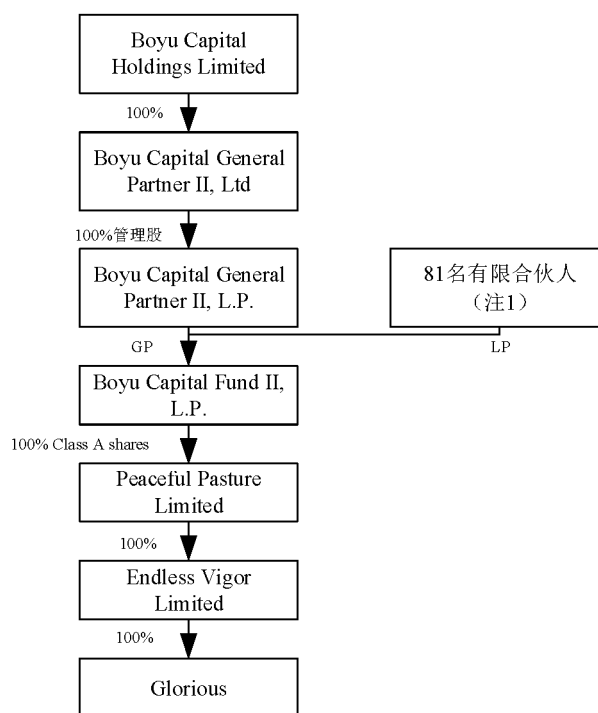 Boyu Capital
Holdings Limited
100%
Boyu Capital General
Partner II, Ltd
100%管理股
Boyu Capital General
Partner II, L.P.
81名有限合伙人
（注1）
GP
LP
Boyu Capital Fund II,
L.P.
100% Class A shares
Peaceful Pasture
Limited
100%
Endless Vigor
Limited
100%
Glorious